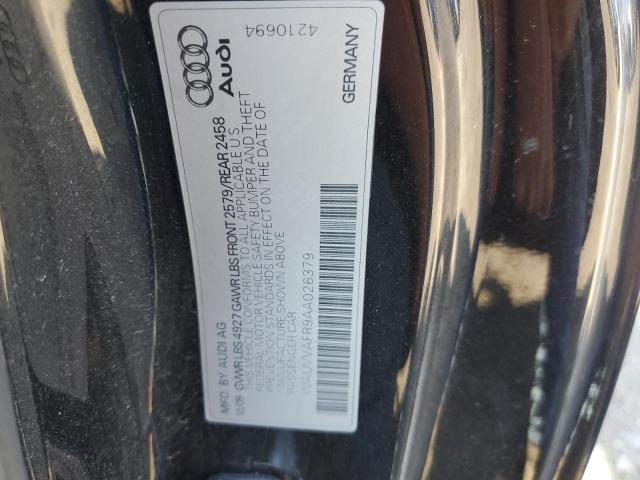 MFD. BY AUDI AG
10/09 GVWR LBS 4927 GAWR LBS FRONT 2579/REAR 2458
THIS VEHICLE CONFORMS TO ALL APPLICABLE U.S.
FEDERAL MOTOR VEHICLE SAFETY BUMPER AND THEFT
PREVENTION STANDARDS IN EFFECT ON THE DATE OF
MANUFACTURE SHOWN ABOVE
PASSENGER CAR
WAUVVAFR9AA026379
Audi
4210694
GERMANY